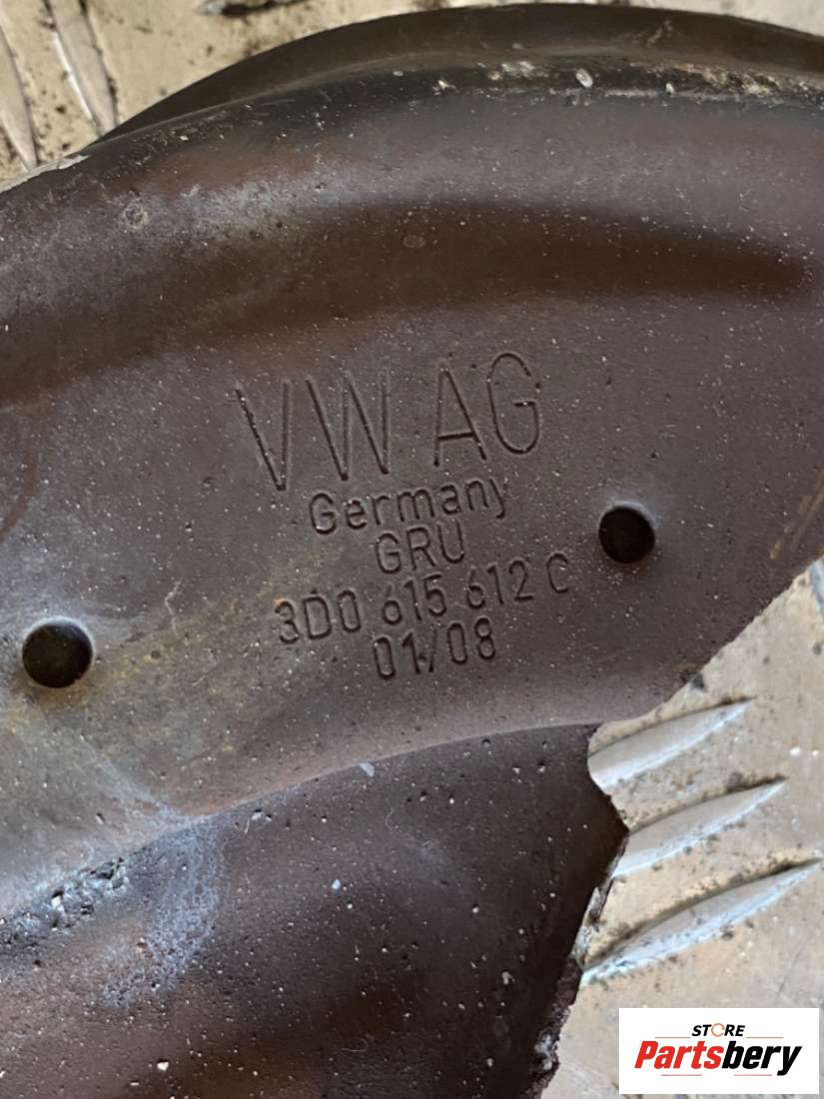 VW AG
Germany
GRU
3D0 615 612 C
01/08
STORE
Partsbery